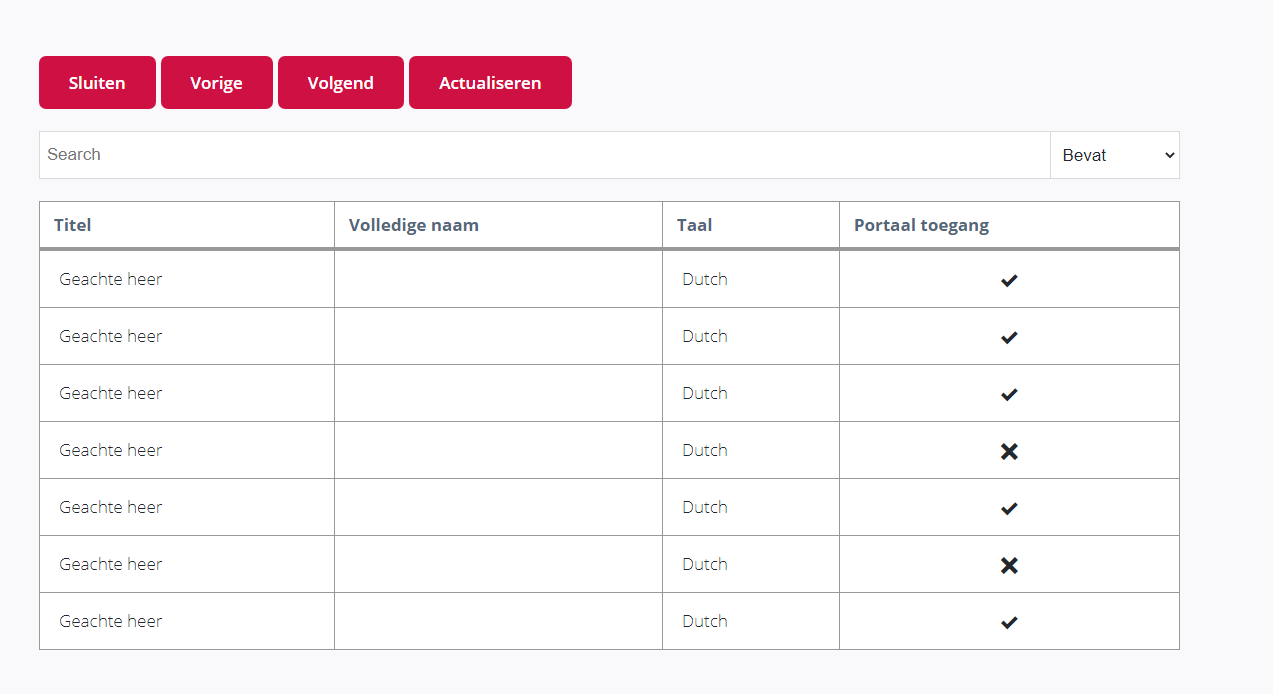 Sluiten Vorige Volgend Actualiseren
Search Bevat
Titel Volledige naam Taal Portaal toegang
Geachte heer Dutch ✔
Geachte heer Dutch ✔
Geachte heer Dutch ✔
Geachte heer Dutch ✖
Geachte heer Dutch ✔
Geachte heer Dutch ✖
Geachte heer Dutch ✔